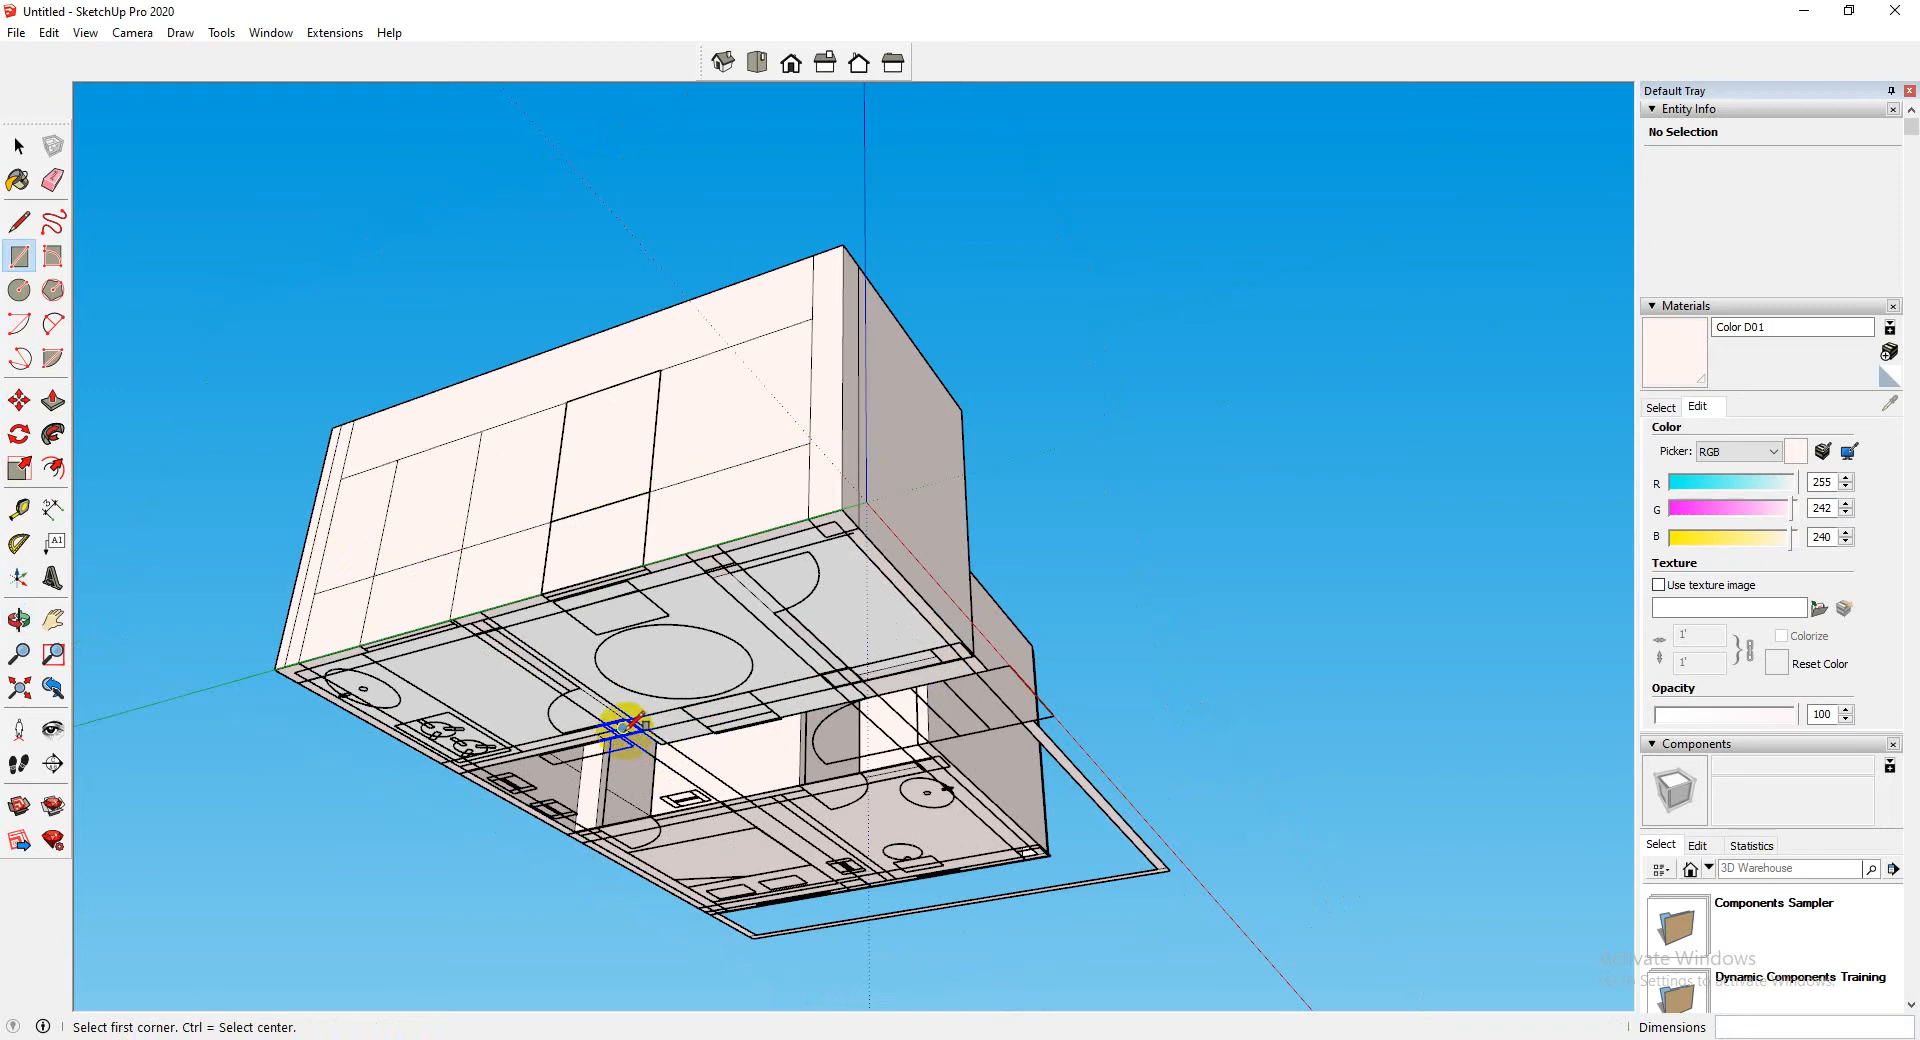 Untitled - SketchUp Pro 2020
File Edit View Camera Draw Tools Window Extensions Help
Default Tray
Entity Info
No Selection
Materials
Color D01
Select Edit
Color
Picker: RGB
R 255
G 242
B 240
Texture
Use texture image
1' Colorize
1' Reset Color
Opacity
100
Components
Select Edit Statistics
3D Warehouse
Components Sampler
Activate Windows
Dynamic Components Training
A1
Select first corner. Ctrl = Select center.
Dimensions